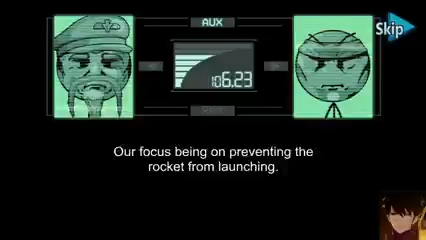 AUX
Skip
106.23
Our focus being on preventing the
rocket from launching.